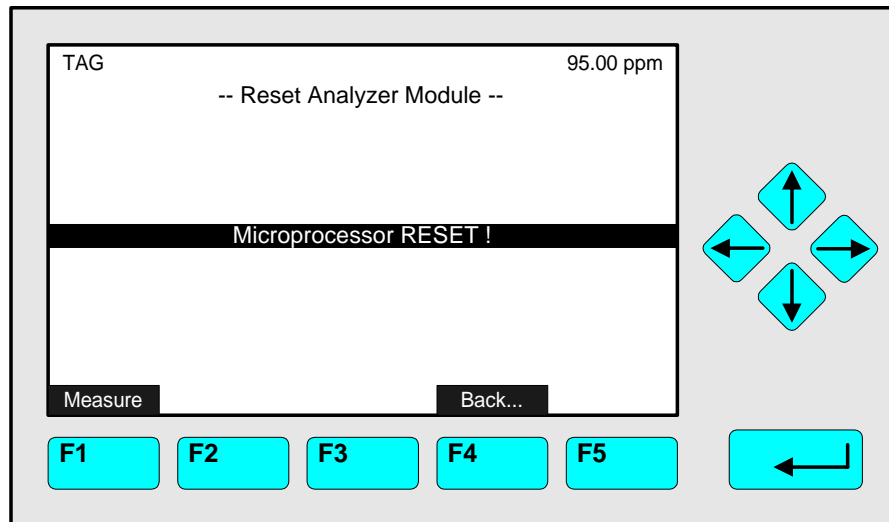 TAG 95.00 ppm
-- Reset Analyzer Module --
Microprocessor RESET !
Measure Back...
F1 F2 F3 F4 F5